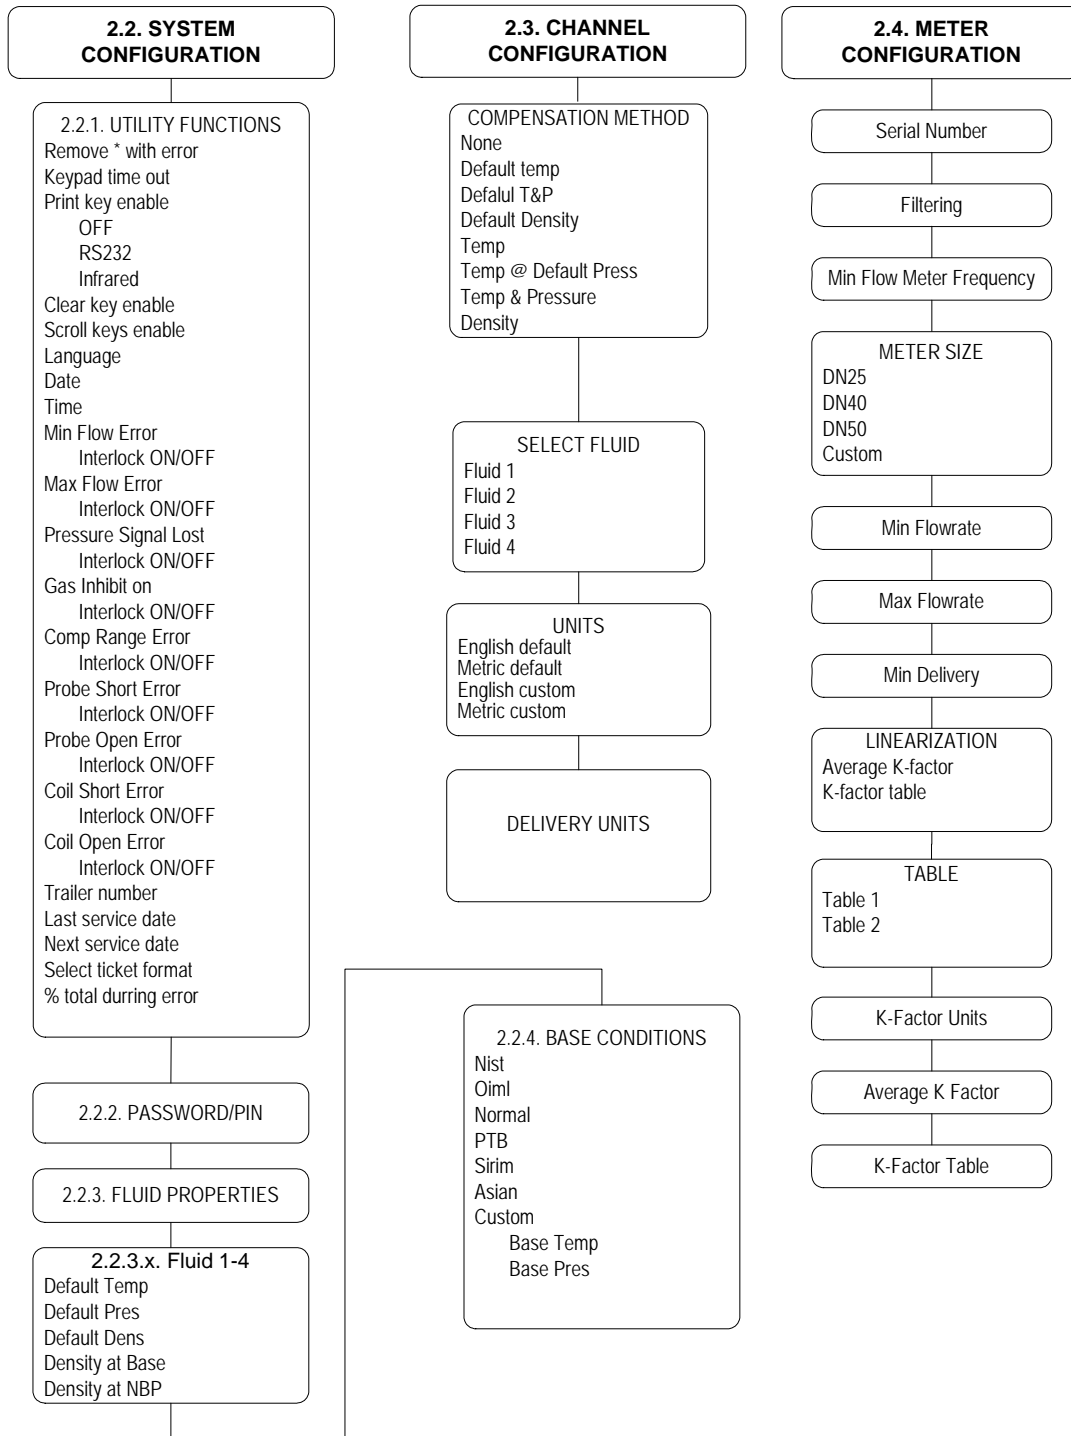 2.2. SYSTEM
CONFIGURATION
2.2.1. UTILITY FUNCTIONS
Remove * with error
Keypad time out
Print key enable
OFF
RS232
Infrared
Clear key enable
Scroll keys enable
Language
Date
Time
Min Flow Error
Interlock ON/OFF
Max Flow Error
Interlock ON/OFF
Pressure Signal Lost
Interlock ON/OFF
Gas Inhibit on
Interlock ON/OFF
Comp Range Error
Interlock ON/OFF
Probe Short Error
Interlock ON/OFF
Probe Open Error
Interlock ON/OFF
Coil Short Error
Interlock ON/OFF
Coil Open Error
Interlock ON/OFF
Trailer number
Last service date
Next service date
Select ticket format
% total durring error
2.2.2. PASSWORD/PIN
2.2.3. FLUID PROPERTIES
2.2.3.x. Fluid 1-4
Default Temp
Default Pres
Default Dens
Density at Base
Density at NBP
2.2.4. BASE CONDITIONS
Nist
Oiml
Normal
PTB
Sirim
Asian
Custom
Base Temp
Base Pres
2.3. CHANNEL
CONFIGURATION
COMPENSATION METHOD
None
Default temp
Defalul T&P
Default Density
Temp
Temp @ Default Press
Temp & Pressure
Density
SELECT FLUID
Fluid 1
Fluid 2
Fluid 3
Fluid 4
UNITS
English default
Metric default
English custom
Metric custom
DELIVERY UNITS
2.4. METER
CONFIGURATION
Serial Number
Filtering
Min Flow Meter Frequency
METER SIZE
DN25
DN40
DN50
Custom
Min Flowrate
Max Flowrate
Min Delivery
LINEARIZATION
Average K-factor
K-factor table
TABLE
Table 1
Table 2
K-Factor Units
Average K Factor
K-Factor Table